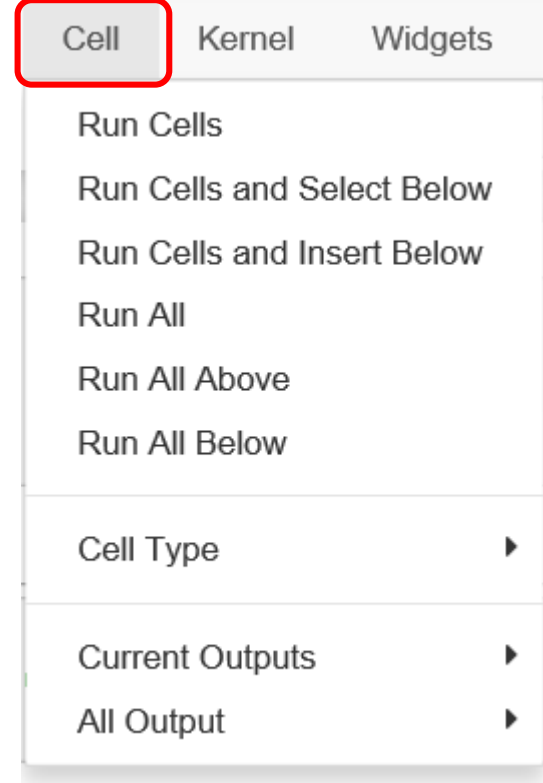 Cell Kernel Widgets
Run Cells
Run Cells and Select Below
Run Cells and Insert Below
Run All
Run All Above
Run All Below
Cell Type
Current Outputs
All Output